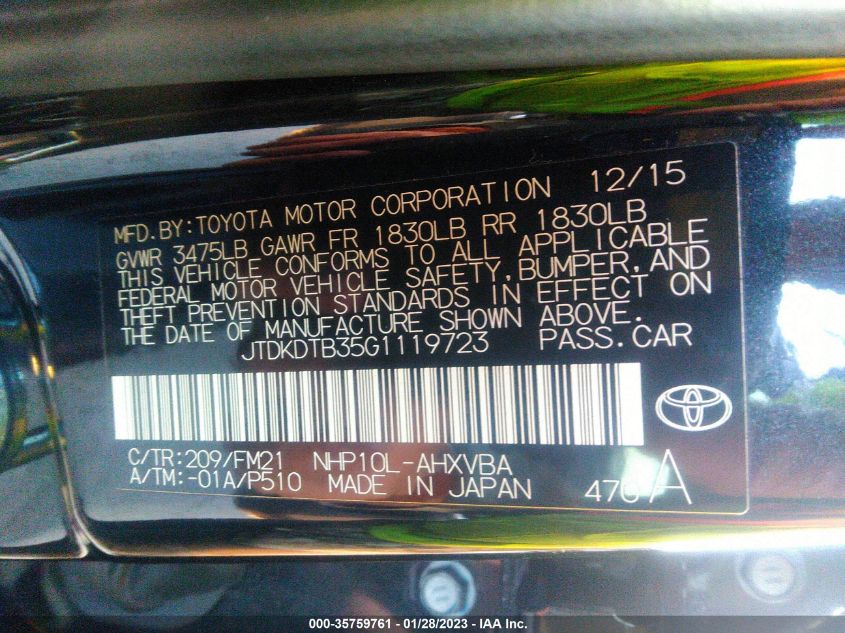 MFD.BY:TOYOTA MOTOR CORPORATION 12/15
GVWR 3475LB GAWR FR 1830LB RR 1830LB
THIS VEHICLE CONFORMS TO ALL APPLICABLE
FEDERAL MOTOR VEHICLE SAFETY,BUMPER,AND
THEFT PREVENTION STANDARDS IN EFFECT ON
THE DATE OF MANUFACTURE SHOWN ABOVE.
JTDKDTB35G1119723 PASS.CAR
C/TR:209/FM21 NHP10L-AHXVBA
A/TM:-01A/P510 MADE IN JAPAN A
000-35759761 - 01/28/2023 - IAA Inc.